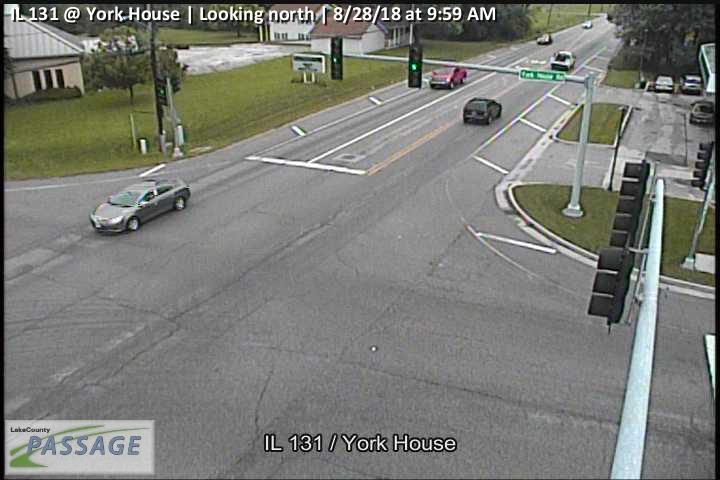 IL 131 @ York House | Looking north | 8/28/18 at 9:59 AM
York House Rd
LakeCounty
PASSAGE
IL 131 / York House